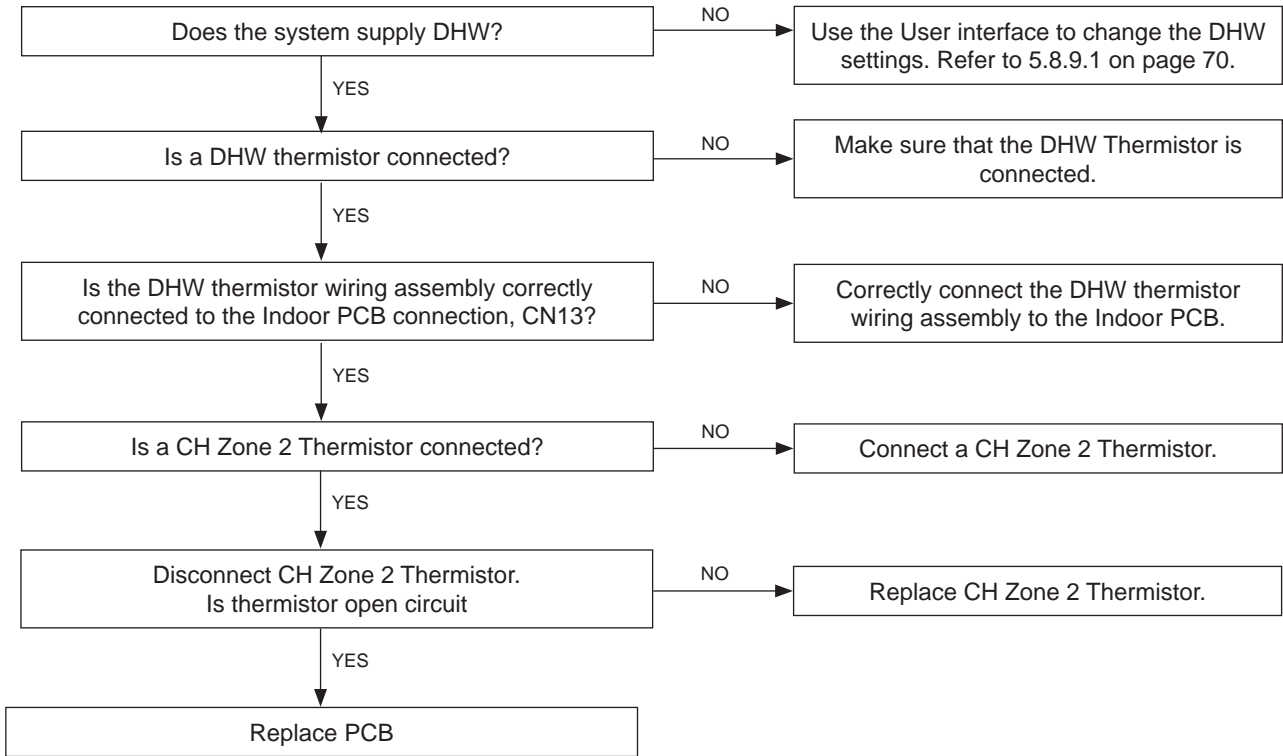 Does the system supply DHW?
NO
Use the User interface to change the DHW
settings. Refer to 5.8.9.1 on page 70.
YES
Is a DHW thermistor connected?
NO
Make sure that the DHW Thermistor is
connected.
YES
Is the DHW thermistor wiring assembly correctly
connected to the Indoor PCB connection, CN13?
NO
Correctly connect the DHW thermistor
wiring assembly to the Indoor PCB.
YES
Is a CH Zone 2 Thermistor connected?
NO
Connect a CH Zone 2 Thermistor.
YES
Disconnect CH Zone 2 Thermistor.
Is thermistor open circuit
NO
Replace CH Zone 2 Thermistor.
YES
Replace PCB